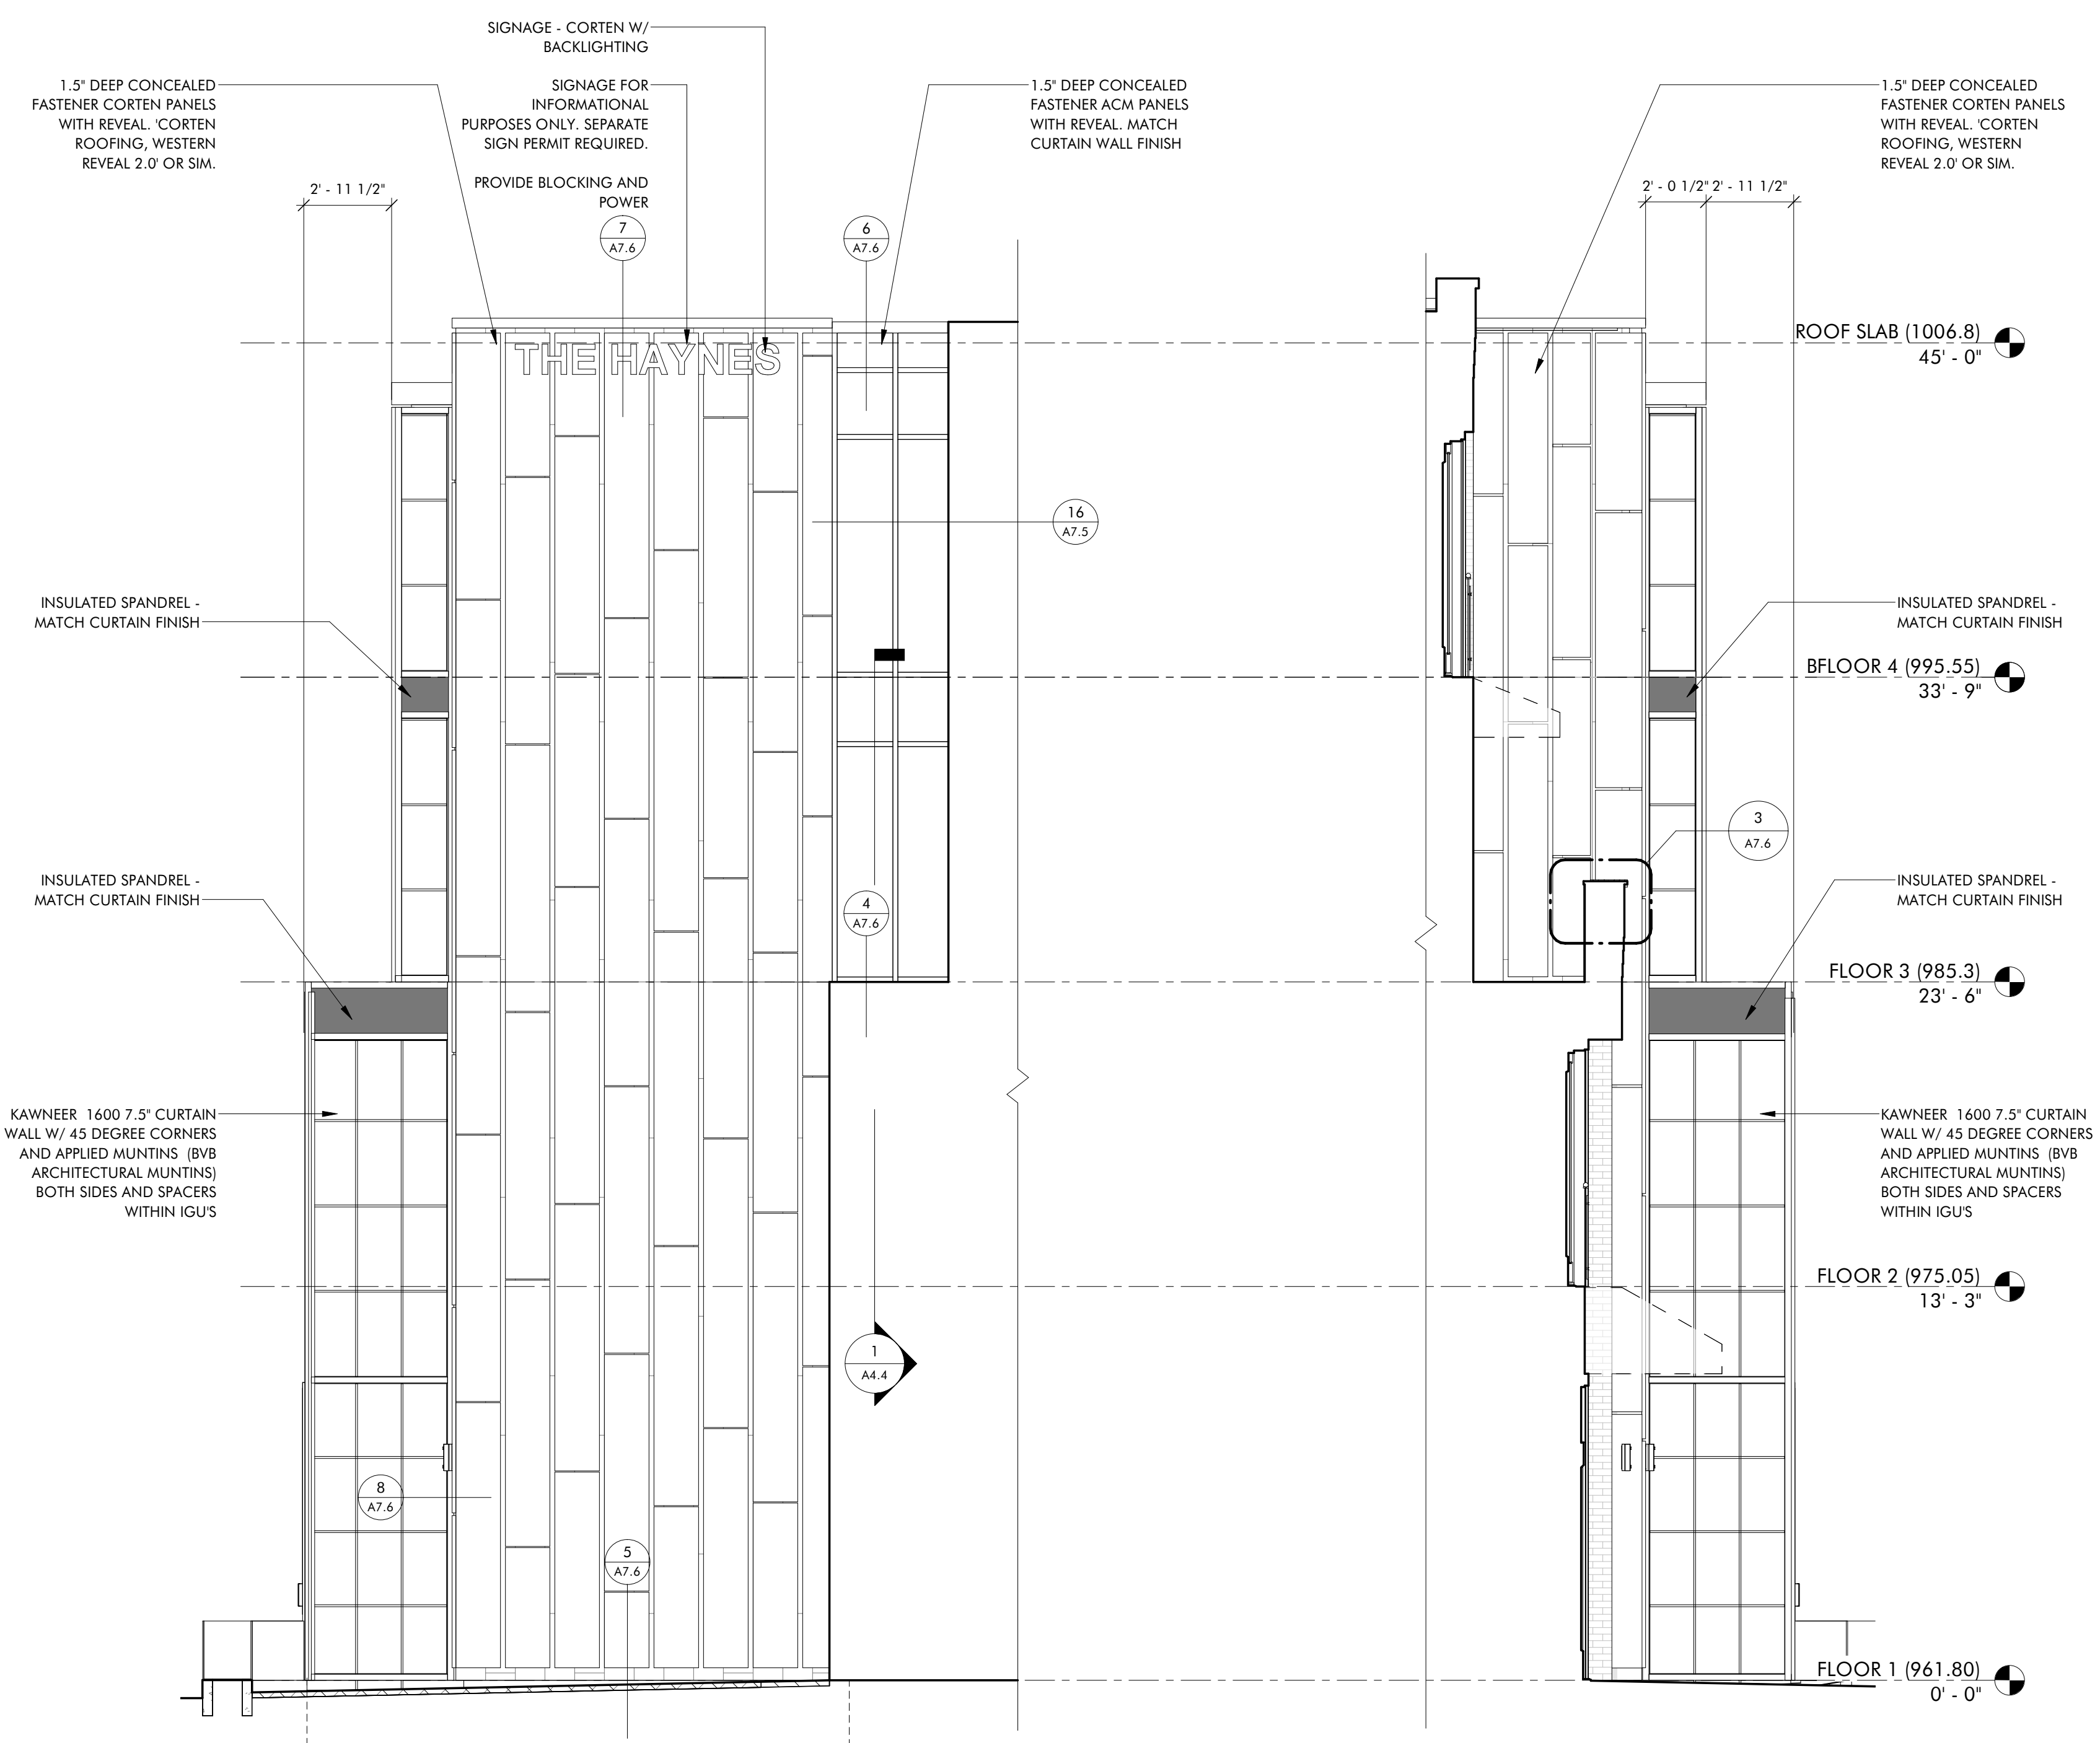 SIGNAGE - CORTEN W/
BACKLIGHTING
1.5" DEEP CONCEALED
FASTENER CORTEN PANELS
WITH REVEAL. 'CORTEN
ROOFING, WESTERN
REVEAL 2.0' OR SIM.
SIGNAGE FOR
INFORMATIONAL
PURPOSES ONLY. SEPARATE
SIGN PERMIT REQUIRED.
PROVIDE BLOCKING AND
POWER
1.5" DEEP CONCEALED
FASTENER ACM PANELS
WITH REVEAL. MATCH
CURTAIN WALL FINISH
1.5" DEEP CONCEALED
FASTENER CORTEN PANELS
WITH REVEAL. 'CORTEN
ROOFING, WESTERN
REVEAL 2.0' OR SIM.
2' - 11 1/2"
2' - 0 1/2"
2' - 11 1/2"
7
A7.6
6
A7.6
THE HAYNES
ROOF SLAB (1006.8)
45' - 0"
16
A7.5
INSULATED SPANDREL -
MATCH CURTAIN FINISH
INSULATED SPANDREL -
MATCH CURTAIN FINISH
BFLOOR 4 (995.55)
33' - 9"
3
A7.6
INSULATED SPANDREL -
MATCH CURTAIN FINISH
4
A7.6
INSULATED SPANDREL -
MATCH CURTAIN FINISH
FLOOR 3 (985.3)
23' - 6"
KAWNEER 1600 7.5" CURTAIN
WALL W/ 45 DEGREE CORNERS
AND APPLIED MUNTINS (BVB
ARCHITECTURAL MUNTINS)
BOTH SIDES AND SPACERS
WITHIN IGU'S
KAWNEER 1600 7.5" CURTAIN
WALL W/ 45 DEGREE CORNERS
AND APPLIED MUNTINS (BVB
ARCHITECTURAL MUNTINS)
BOTH SIDES AND SPACERS
WITHIN IGU'S
FLOOR 2 (975.05)
13' - 3"
1
A4.4
8
A7.6
5
A7.6
FLOOR 1 (961.80)
0' - 0"